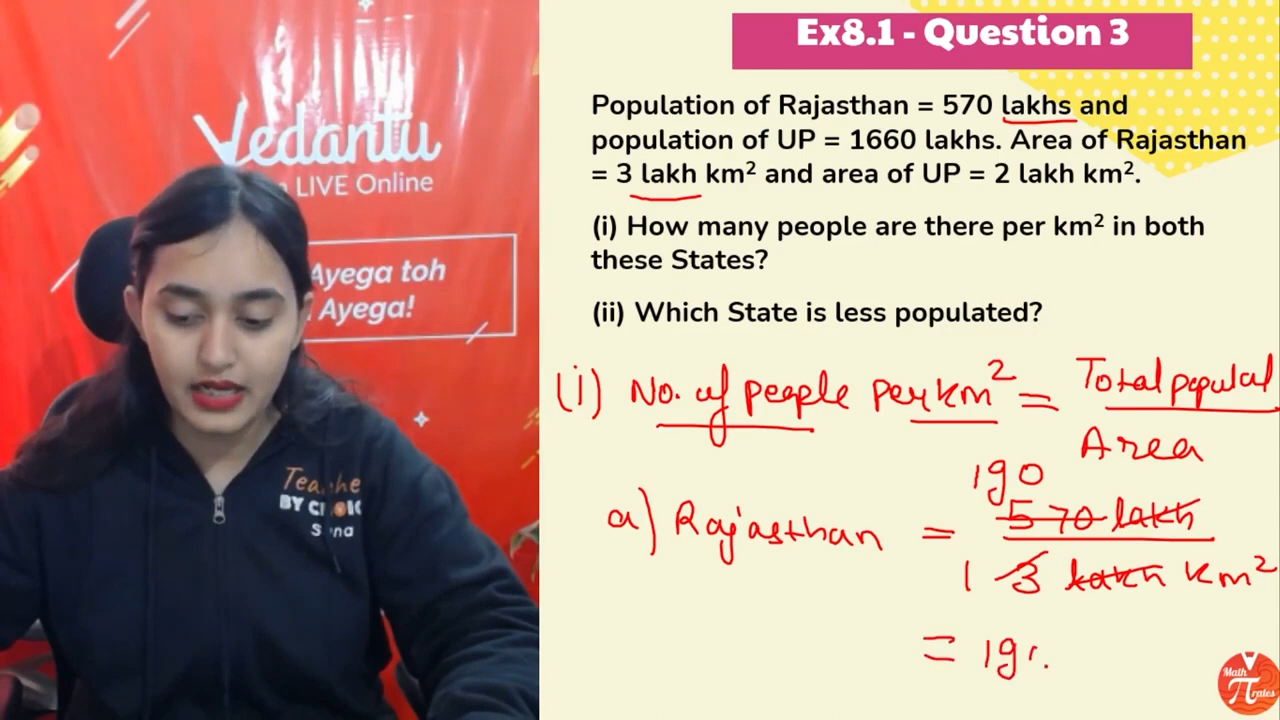 Vedantu
LIVE Online
Ayega toh
Ayega!
BY CHOIC
Ex8.1 - Question 3
Population of Rajasthan = 570 lakhs and
population of UP = 1660 lakhs. Area of Rajasthan
= 3 lakh km² and area of UP = 2 lakh km².
(i) How many people are there per km² in both
these States?
(ii) Which State is less populated?
(i) No. of people per km² = Total populat
Area
190
a) Rajasthan = 570 lakh
1 3 lakh km²
= 19
Math
π rates